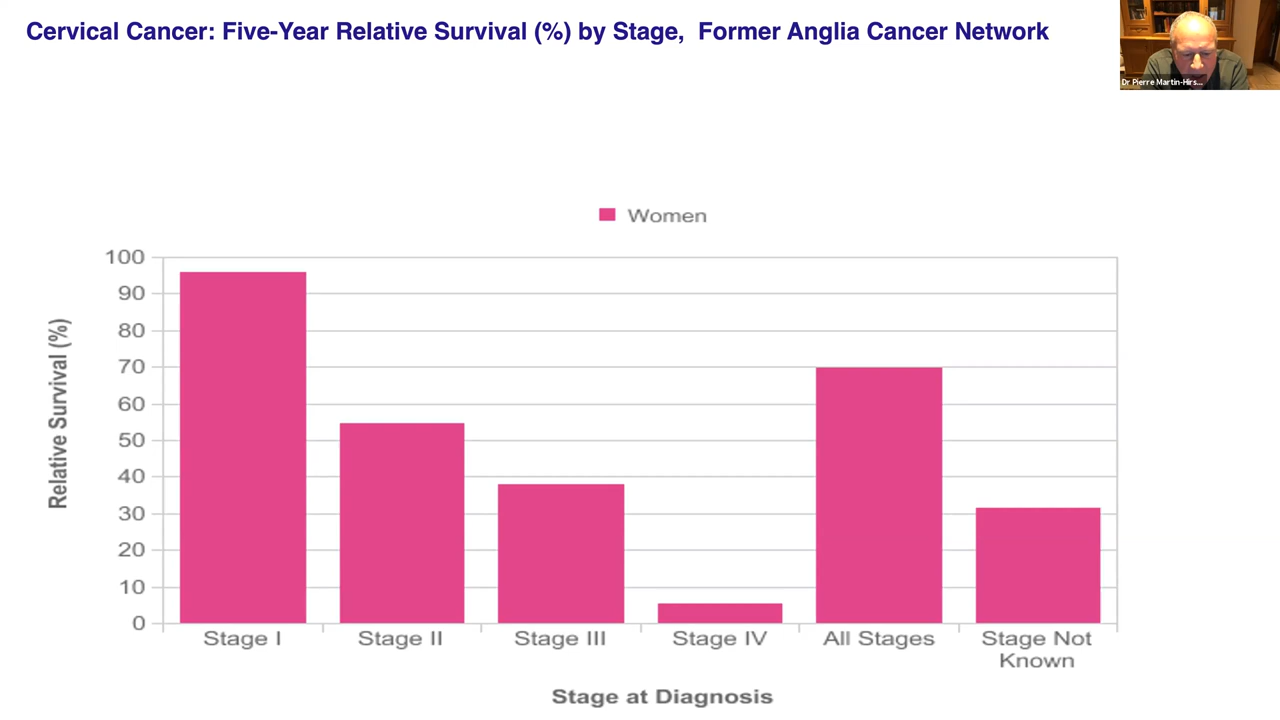 Cervical Cancer: Five-Year Relative Survival (%) by Stage,  Former Anglia Cancer Network
Dr Pierre Martin-Hirs...
Women
Relative Survival (%)
100
90
80
70
60
50
40
30
20
10
0
Stage I
Stage II
Stage III
Stage IV
All Stages
Stage Not
Known
Stage at Diagnosis